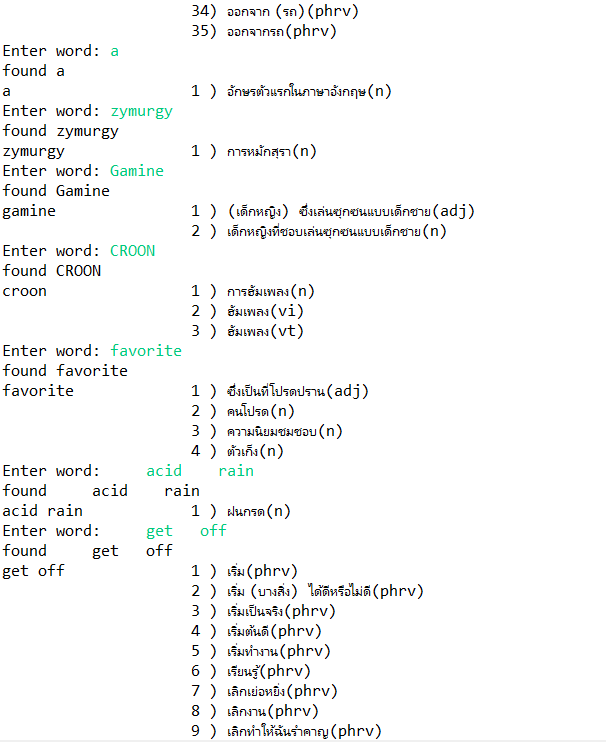 34) ออกจาก (รถ)(phrv)
35) ออกจากรถ(phrv)
Enter word: a
found a
a 1 ) อักษรตัวแรกในภาษาอังกฤษ(n)
Enter word: zymurgy
found zymurgy
zymurgy 1 ) การหมักสุรา(n)
Enter word: Gamine
found Gamine
gamine 1 ) (เด็กหญิง) ซึ่งเล่นซุกซนแบบเด็กชาย(adj)
2 ) เด็กหญิงที่ชอบเล่นซุกซนแบบเด็กชาย(n)
Enter word: CROON
found CROON
croon 1 ) การฮัมเพลง(n)
2 ) ฮัมเพลง(vi)
3 ) ฮัมเพลง(vt)
Enter word: favorite
found favorite
favorite 1 ) ซึ่งเป็นที่โปรดปราน(adj)
2 ) คนโปรด(n)
3 ) ความนิยมชมชอบ(n)
4 ) ตัวเก็ง(n)
Enter word:     acid    rain
found     acid    rain
acid rain 1 ) ฝนกรด(n)
Enter word:     get   off
found     get   off
get off 1 ) เริ่ม(phrv)
2 ) เริ่ม (บางสิ่ง) ได้ดีหรือไม่ดี(phrv)
3 ) เริ่มเป็นจริง(phrv)
4 ) เริ่มต้นดี(phrv)
5 ) เริ่มทำงาน(phrv)
6 ) เรียนรู้(phrv)
7 ) เลิกเย่อหยิ่ง(phrv)
8 ) เลิกงาน(phrv)
9 ) เลิกทำให้ฉันรำคาญ(phrv)